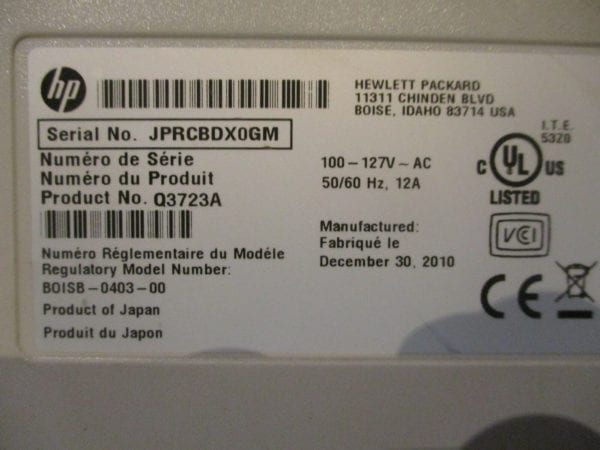 hp
HEWLETT PACKARD
11311 CHINDEN BLVD
BOISE, IDAHO 83714 USA
Serial No. JPRCBDX0GM
Numéro de Série
Numéro du Produit
Product No. Q3723A
100-127V~AC
50/60 Hz, 12A
I.T.E.
53Z0
C UL US
LISTED
Numéro Réglementaire du Modéle
Regulatory Model Number:
BOISB-0403-00
Product of Japan
Produit du Japon
Manufactured:
Fabriqué le
December 30, 2010
VCI
CE